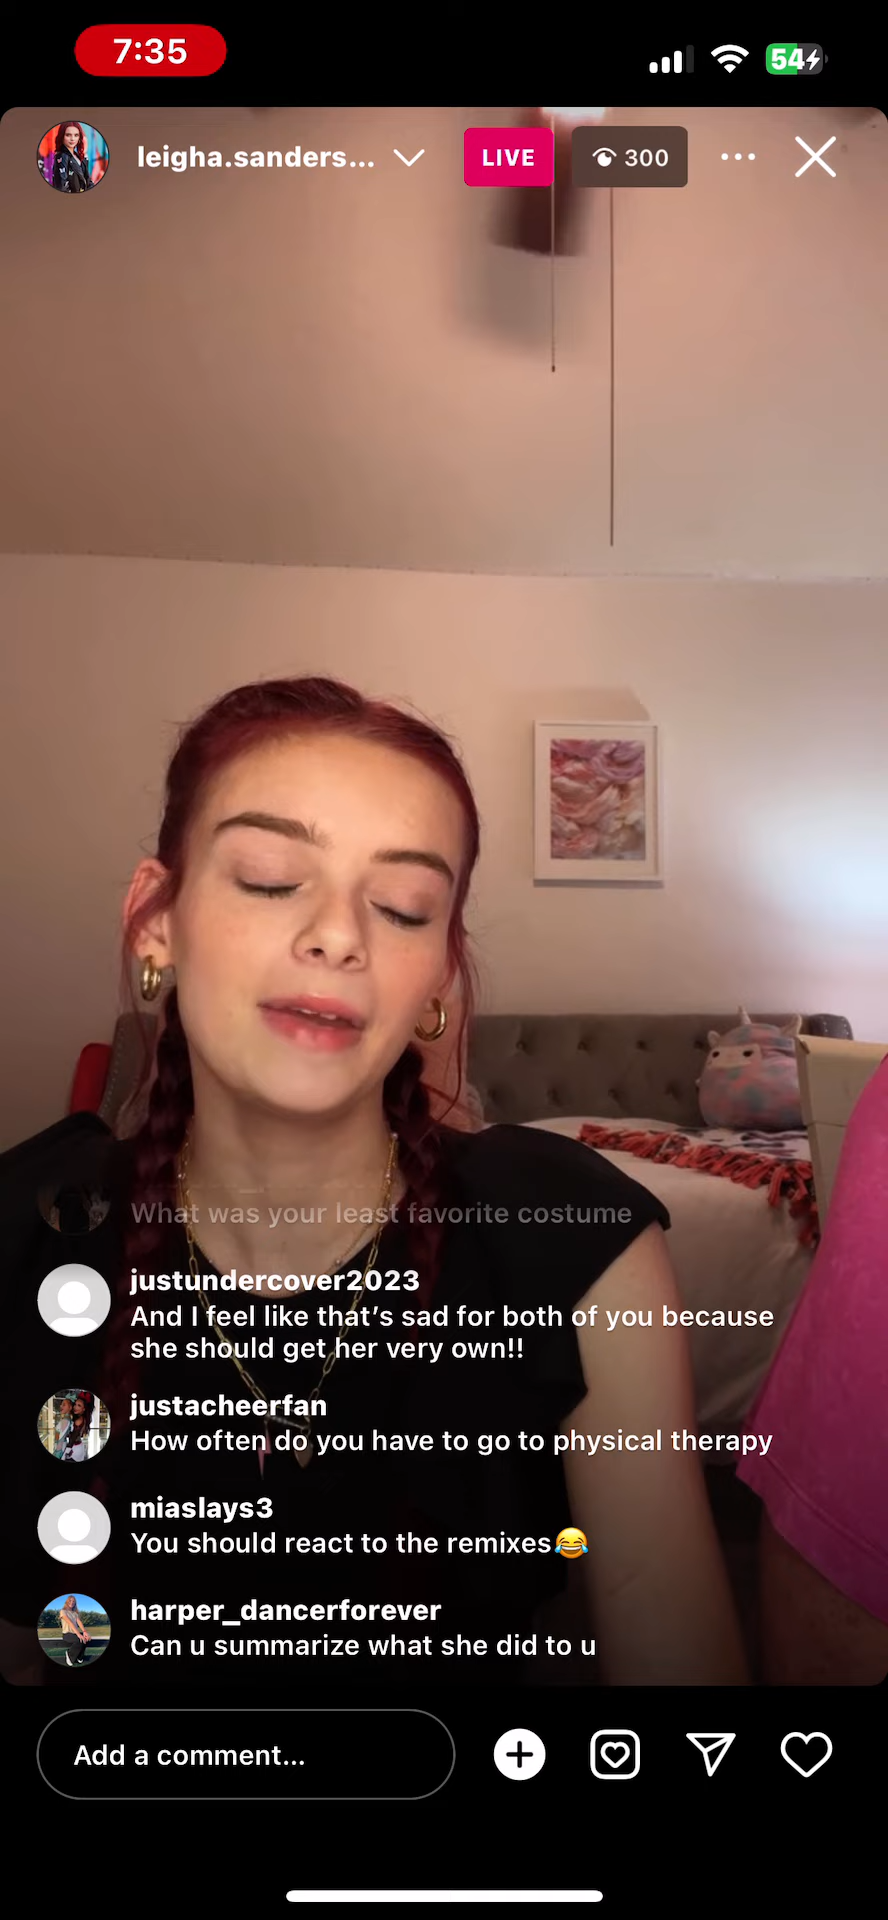 7:35
54
leigha.sanders...
LIVE
300
What was your least favorite costume
justundercover2023
And I feel like that’s sad for both of you because
she should get her very own!!
justacheerfan
How often do you have to go to physical therapy
miaslays3
You should react to the remixes😂
harper_dancerforever
Can u summarize what she did to u
Add a comment...